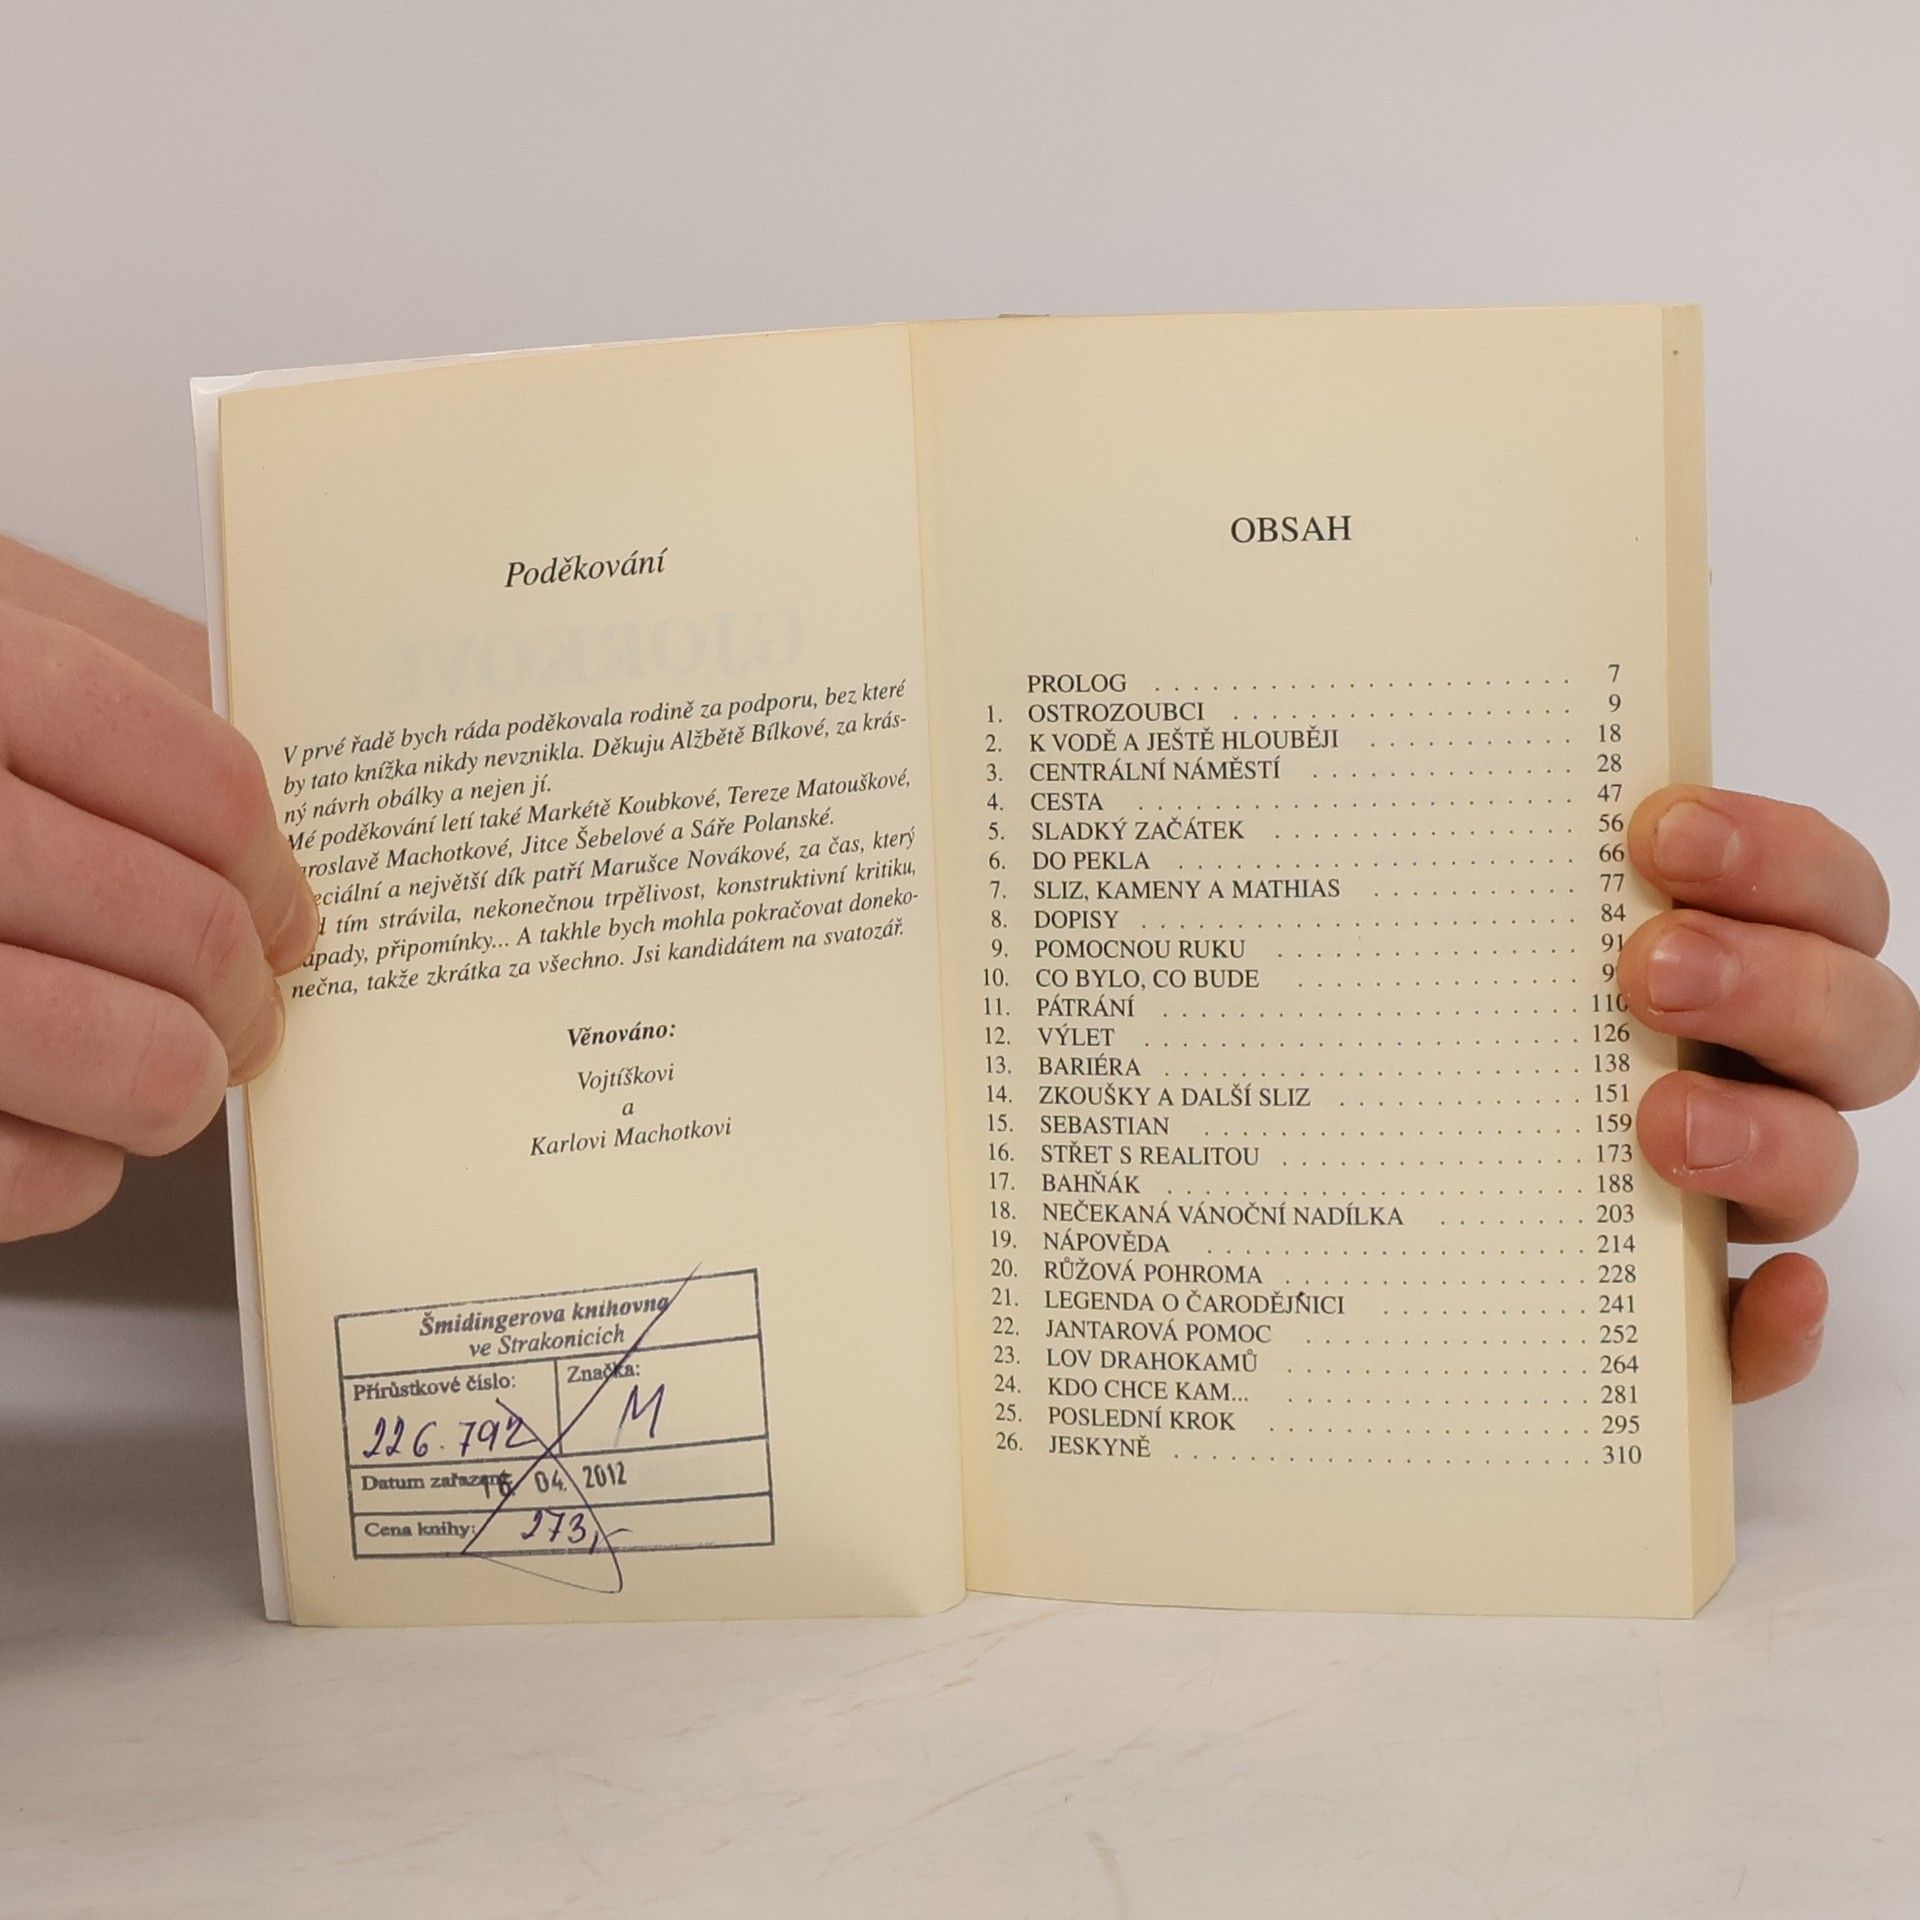 Poděkování
V prvé řadě bych ráda poděkovala rodině za podporu, bez které
by tato knížka nikdy nevznikla. Děkuju Alžbětě Bílkové, za krás-
ný návrh obálky a nejen jí.
Mé poděkování letí také Markétě Koubkové, Tereze Matouškové,
Machotkové, Jitce Šebelové a Sáře Polanské.
a největší dík patří Marušce Novákové, za čas, který
tím strávila, nekonečnou trpělivost, konstruktivní kritiku,
připomínky... A takhle bych mohla pokračovat doneko-
nečna, takže zkrátka za všechno. Jsi kandidátem na svatozář.
Věnováno:
Vojtíškovi
a
Karlovi Machotkovi
Šmidingerova knihovna
ve Strakonicích
Přírůstkové číslo:
Značka:
226.792
M
Datum zařazení:
04. 2012
Cena knihy:
273,-
OBSAH
PROLOG . . . . . . . . . . . . . . . . . . . . . . 7
1. OSTROZOUBCI . . . . . . . . . . . . . . . . . . 9
2. K VODĚ A JEŠTĚ HLOUBĚJI . . . . . . . . . . . 18
3. CENTRÁLNÍ NÁMĚSTÍ . . . . . . . . . . . . . . 28
4. CESTA . . . . . . . . . . . . . . . . . . . . . . . 47
5. SLADKÝ ZAČÁTEK . . . . . . . . . . . . . . . . 56
6. DO PEKLA . . . . . . . . . . . . . . . . . . . . . 66
7. SLIZ, KAMENY A MATHIAS . . . . . . . . . . . 77
8. DOPISY . . . . . . . . . . . . . . . . . . . . . . . 84
9. POMOCNOU RUKU . . . . . . . . . . . . . . . . 91
10. CO BYLO, CO BUDE . . . . . . . . . . . . . . .
11. PÁTRÁNÍ . . . . . . . . . . . . . . . . . . . . . . 110
12. VÝLET . . . . . . . . . . . . . . . . . . . . . . . 126
13. BARIÉRA . . . . . . . . . . . . . . . . . . . . . . 138
14. ZKOUŠKY A DALŠÍ SLIZ . . . . . . . . . . . . . 151
15. SEBASTIAN . . . . . . . . . . . . . . . . . . . . 159
16. STŘET S REALITOU . . . . . . . . . . . . . . . . 173
17. BAHŇÁK . . . . . . . . . . . . . . . . . . . . . . 188
18. NEČEKANÁ VÁNOČNÍ NADÍLKA . . . . . . . . 203
19. NÁPOVĚDA . . . . . . . . . . . . . . . . . . . . 214
20. RŮŽOVÁ POHROMA . . . . . . . . . . . . . . . . 228
21. LEGENDA O ČARODĚJNICI . . . . . . . . . . . 241
22. JANTAROVÁ POMOC . . . . . . . . . . . . . . . 252
23. LOV DRAHOKAMŮ . . . . . . . . . . . . . . . . 264
24. KDO CHCE KAM... . . . . . . . . . . . . . . . . 281
25. POSLEDNÍ KROK . . . . . . . . . . . . . . . . . 295
26. JESKYNĚ . . . . . . . . . . . . . . . . . . . . . . 310